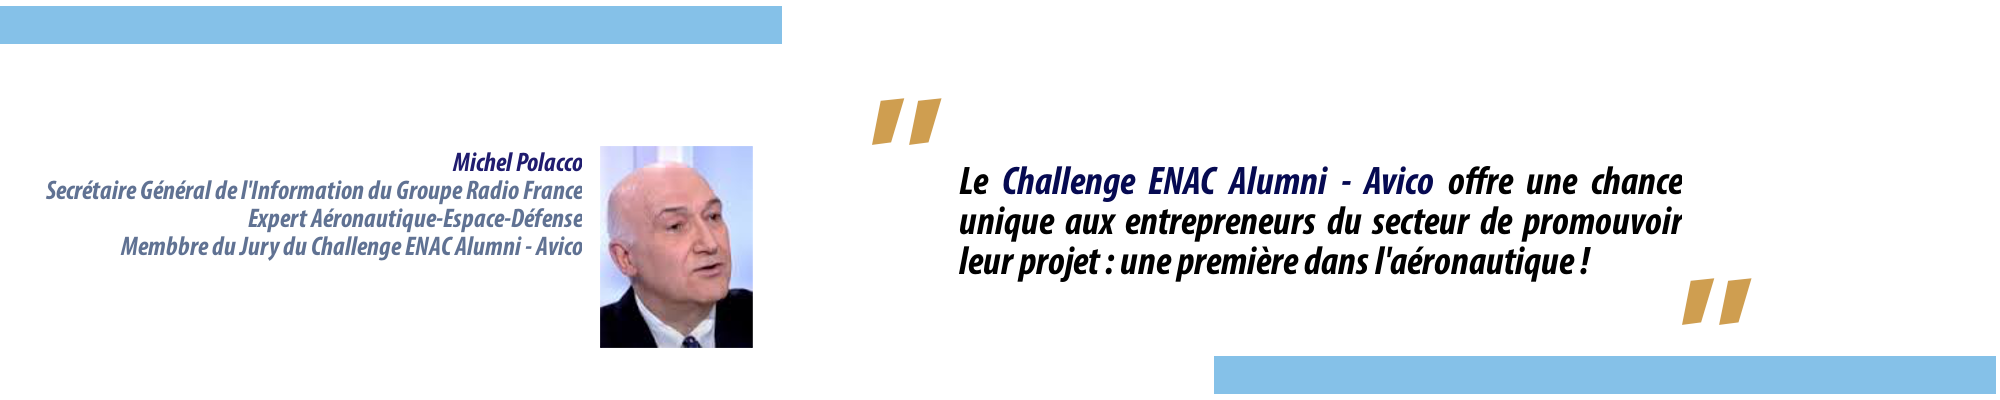 Michel Polacco
Secrétaire Général de l'Information du Groupe Radio France
Expert Aéronautique-Espace-Défense
Membbre du Jury du Challenge ENAC Alumni - Avico
"
Le Challenge ENAC Alumni - Avico offre une chance
unique aux entrepreneurs du secteur de promouvoir
leur projet : une première dans l'aéronautique !
"